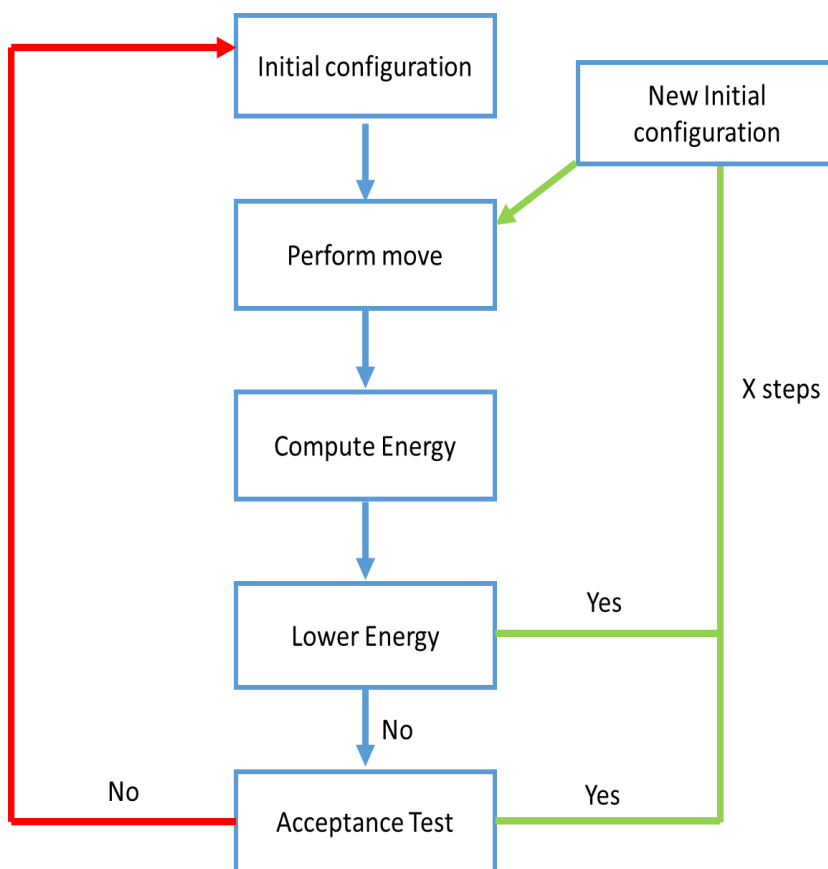 Initial configuration
New Initial
configuration
Perform move
X steps
Compute Energy
Yes
Lower Energy
No
No
Yes
Acceptance Test